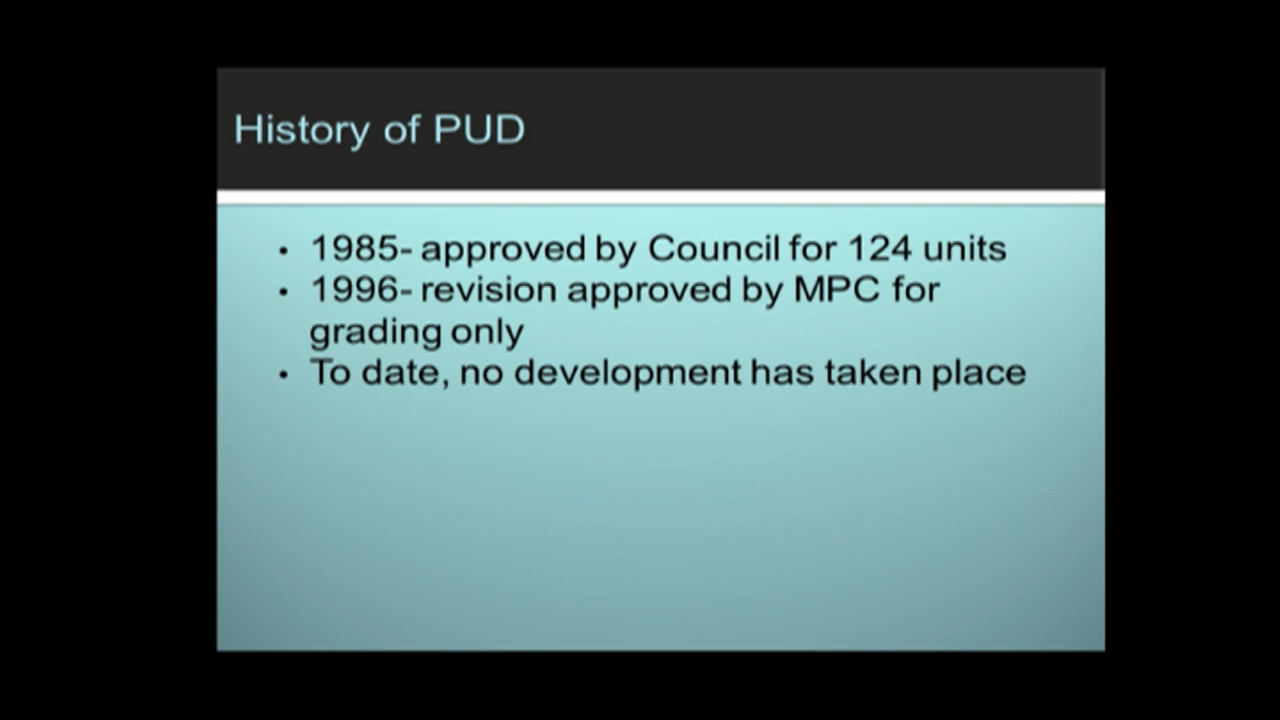 History of PUD
• 1985- approved by Council for 124 units
• 1996- revision approved by MPC for
grading only
• To date, no development has taken place